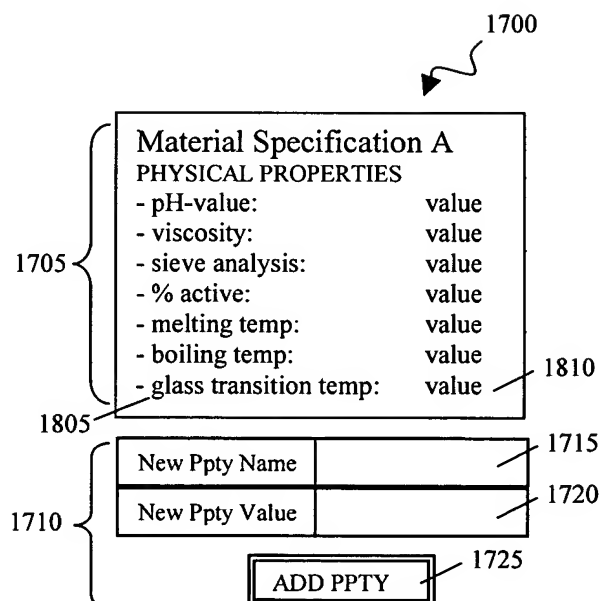 1700
Material Specification A
PHYSICAL PROPERTIES
- pH-value: value
- viscosity: value
- sieve analysis: value
1705
- % active: value
- melting temp: value
- boiling temp: value
- glass transition temp: value
1810
1805
New Ppty Name
1715
New Ppty Value
1720
1710
ADD PPTY
1725